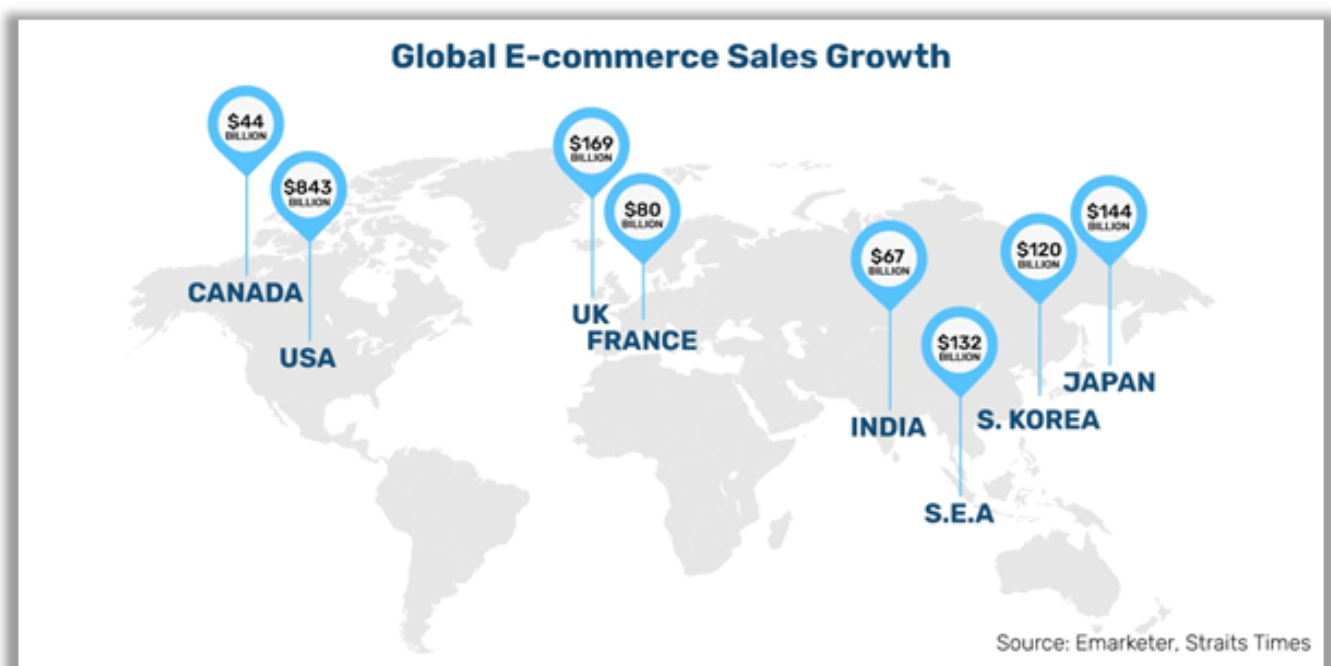 Global E-commerce Sales Growth
$44
BILLION
$843
BILLION
$169
BILLION
$80
BILLION
$67
BILLION
$132
BILLION
$120
BILLION
$144
BILLION
CANADA
USA
UK
FRANCE
INDIA
S.E.A
S. KOREA
JAPAN
Source: Emarketer, Straits Times